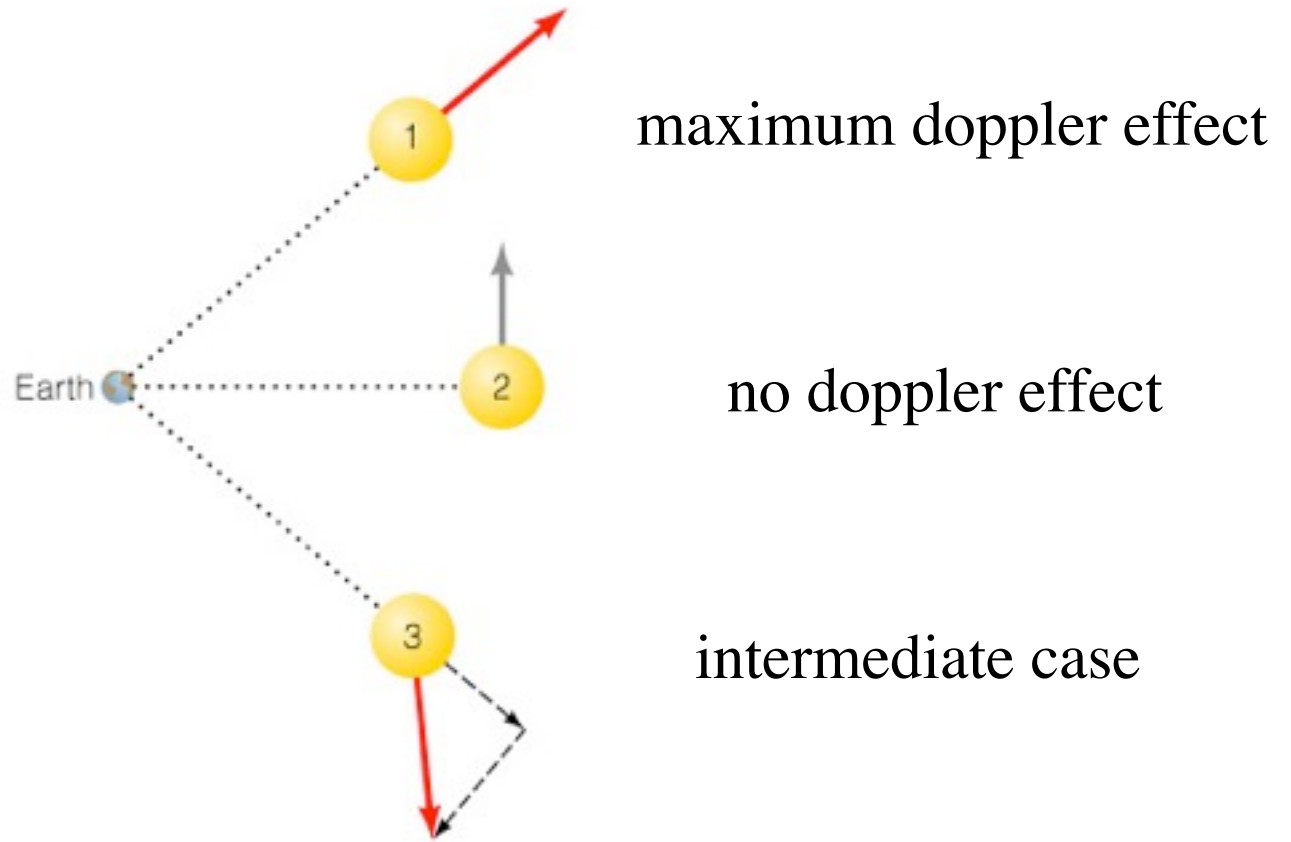 1
maximum doppler effect
Earth
2
no doppler effect
3
intermediate case